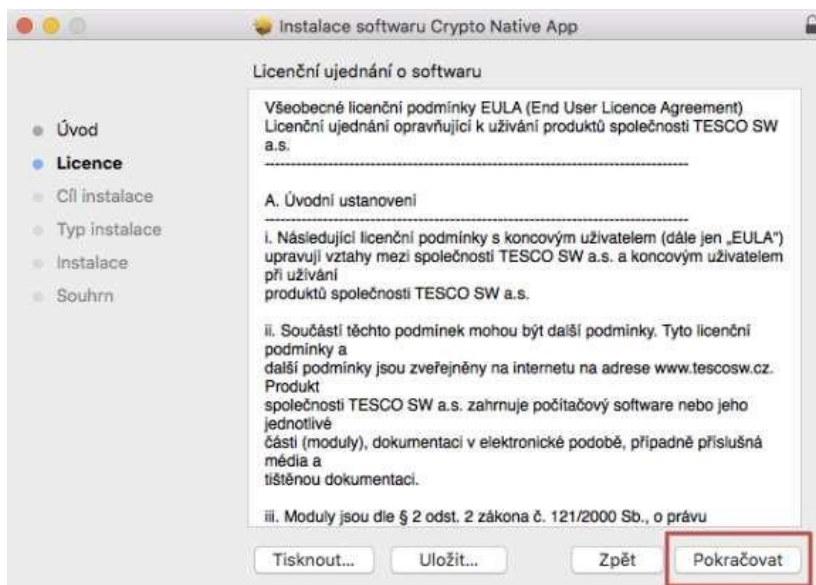 Instalace softwaru Crypto Native App
Licenční ujednání o softwaru
Úvod
Licence
Cíl instalace
Typ instalace
Instalace
Souhrn
Všeobecné licenční podmínky EULA (End User Licence Agreement)
Licenční ujednání opravňující k užívání produktů společnosti TESCO SW
a.s.
------------------------------------------------------------------------
A. Úvodní ustanovení
------------------------------------------------------------------------
i. Následující licenční podmínky s koncovým uživatelem (dále jen „EULA“)
upravují vztahy mezi společností TESCO SW a.s. a koncovým uživatelem
při užívání
produktů společnosti TESCO SW a.s.
ii. Součástí těchto podmínek mohou být další podmínky. Tyto licenční
podmínky a
další podmínky jsou zveřejněny na internetu na adrese www.tescosw.cz.
Produkt
společnosti TESCO SW a.s. zahrnuje počítačový software nebo jeho
jednotlivé
části (moduly), dokumentaci v elektronické podobě, případně příslušná
média a
tištěnou dokumentaci.
iii. Moduly jsou dle § 2 odst. 2 zákona č. 121/2000 Sb., o právu
Tisknout...
Uložit...
Zpět
Pokračovat